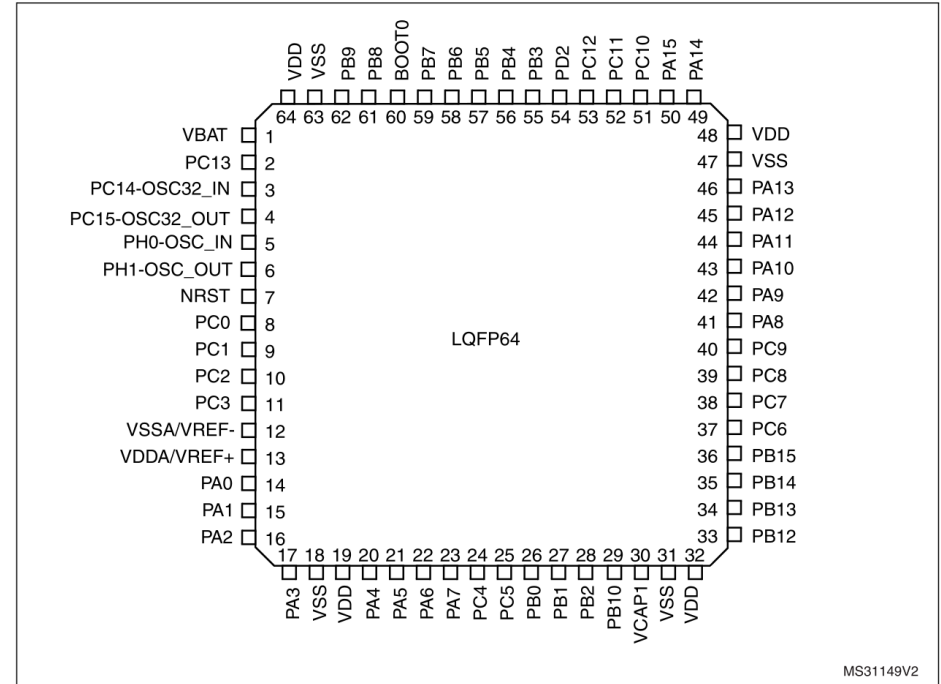 VDD
VSS
PB9
PB8
BOOT0
PB7
PB6
PB5
PB4
PB3
PD2
PC12
PC11
PC10
PA15
PA14
64 63 62 61 60 59 58 57 56 55 54 53 52 51 50 49
VBAT 1
PC13 2
PC14-OSC32_IN 3
PC15-OSC32_OUT 4
PH0-OSC_IN 5
PH1-OSC_OUT 6
NRST 7
PC0 8
PC1 9
PC2 10
PC3 11
VSSA/VREF- 12
VDDA/VREF+ 13
PA0 14
PA1 15
PA2 16
LQFP64
48 VDD
47 VSS
46 PA13
45 PA12
44 PA11
43 PA10
42 PA9
41 PA8
40 PC9
39 PC8
38 PC7
37 PC6
36 PB15
35 PB14
34 PB13
33 PB12
17 18 19 20 21 22 23 24 25 26 27 28 29 30 31 32
PA3
VSS
VDD
PA4
PA5
PA6
PA7
PC4
PC5
PB0
PB1
PB2
PB10
VCAP1
VSS
VDD
MS31149V2